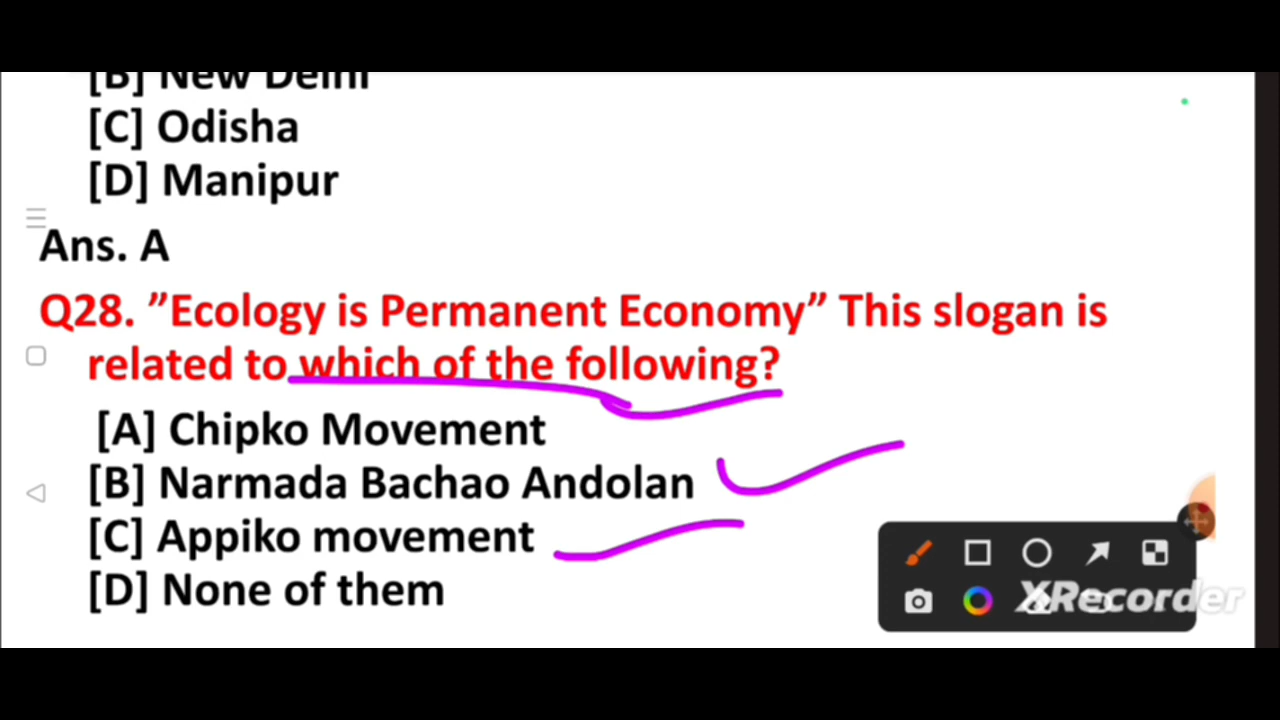 [B] New Delhi
[C] Odisha
[D] Manipur
Ans. A
Q28. ”Ecology is Permanent Economy” This slogan is
related to which of the following?
[A] Chipko Movement
[B] Narmada Bachao Andolan
[C] Appiko movement
[D] None of them
XRecorder